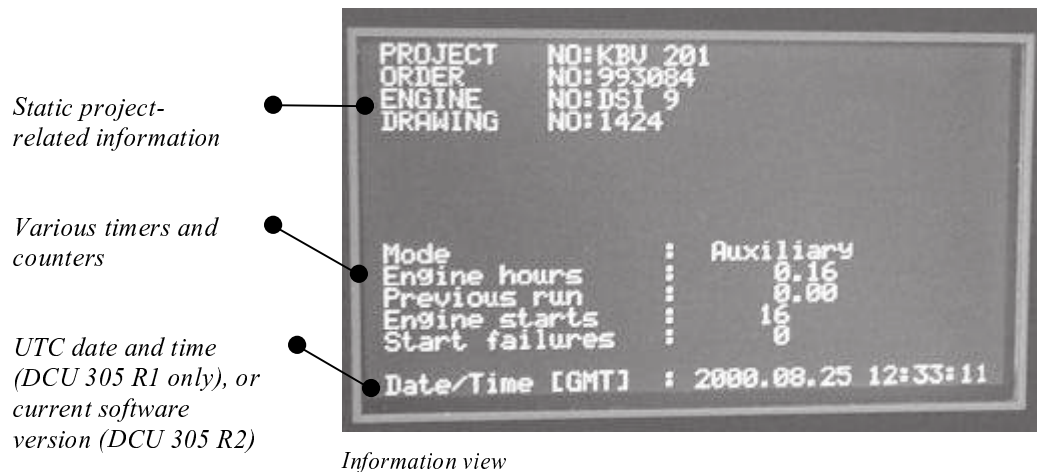 Static project-
related information
Various timers and
counters
UTC date and time
(DCU 305 R1 only), or
current software
version (DCU 305 R2)
PROJECT NO:KBV 201
ORDER NO:993084
ENGINE NO:DSI 9
DRAWING NO:1424
Mode : Auxiliary
Engine hours : 0.16
Previous run : 0.00
Engine starts : 16
Start failures : 0
Date/Time [GMT] : 2000.08.25 12:33:11
Information view